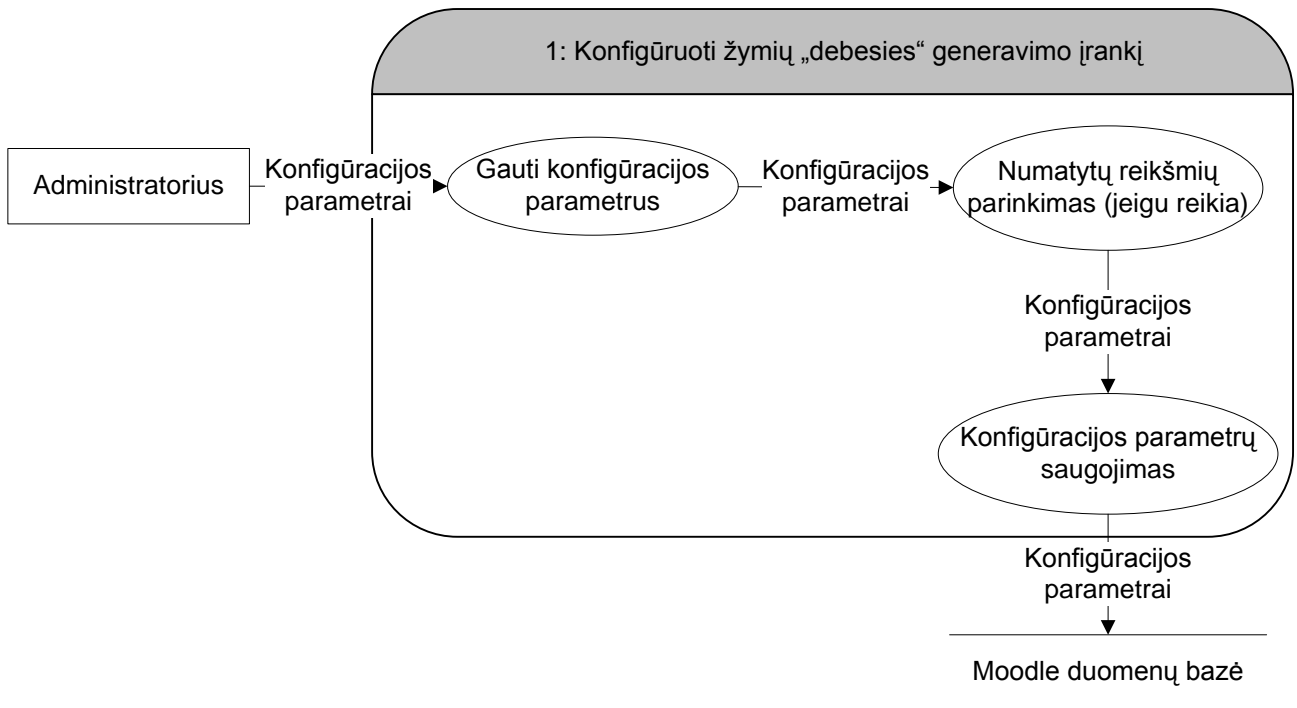 1: Konfigūruoti žymių „debesies“ generavimo įrankį
Administratorius
Konfigūracijos
parametrai
Gauti konfigūracijos
parametrus
Konfigūracijos
parametrai
Numatytų reikšmių
parinkimas (jeigu reikia)
Konfigūracijos
parametrai
Konfigūracijos parametrų
saugojimas
Konfigūracijos
parametrai
Moodle duomenų bazė